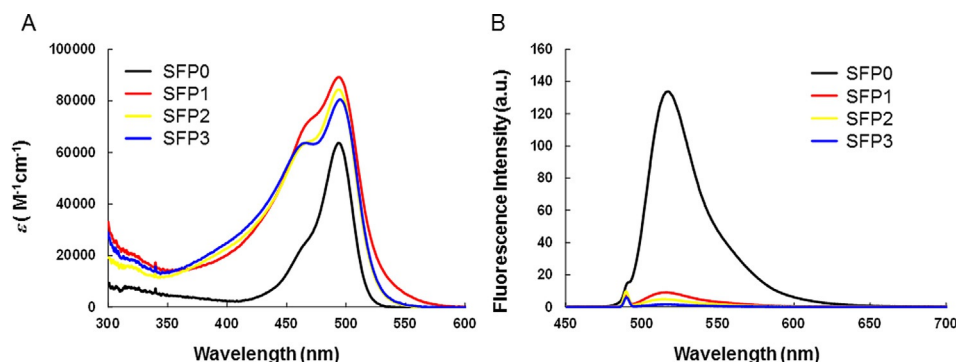 A
100000
80000
60000
40000
20000
0
300 400 450 500 550 600
ε( M-1cm-1)
Wavelength (nm)
SFP0
SFP1
SFP2
SFP3
B
160
140
120
100
80
60
40
20
0
450 500 550 600 650 700
Fluorescence Intensity (a.u.)
Wavelength (nm)
SFP0
SFP1
SFP2
SFP3